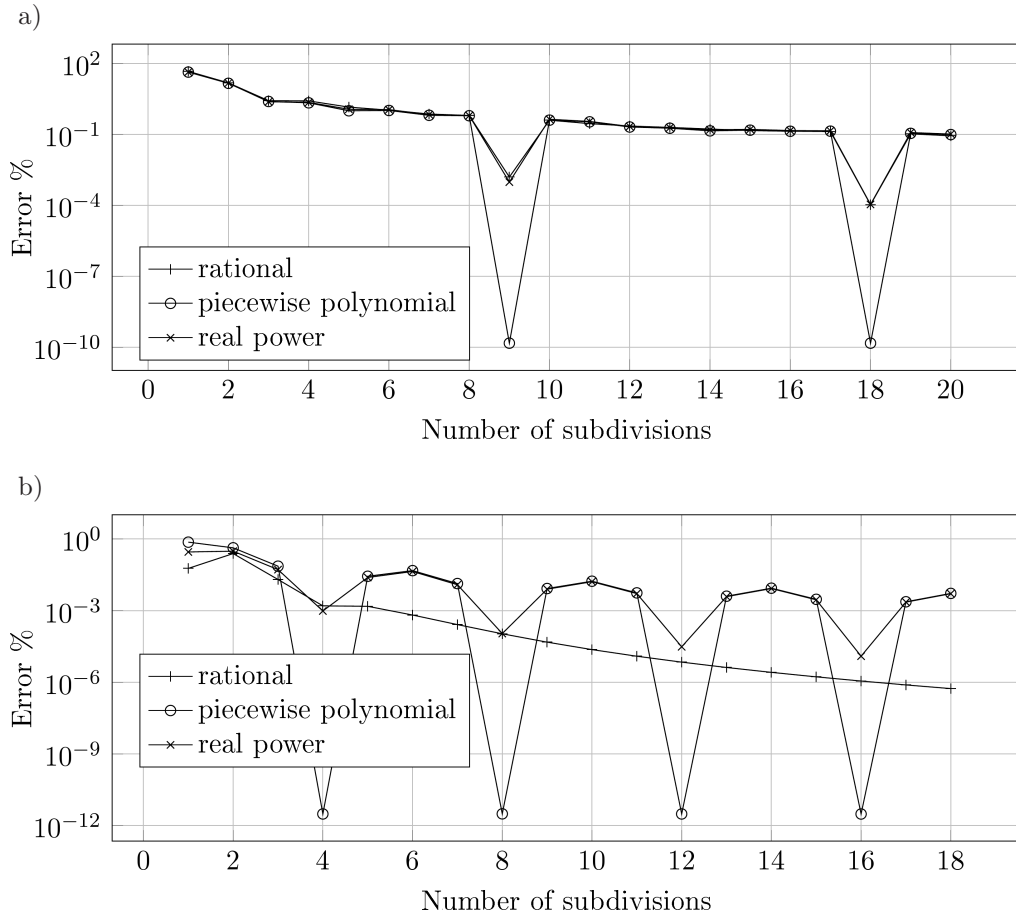 a)
10^2
10^−1
10^−4
10^−7
10^−10
Error %
rational
piecewise polynomial
real power
0 2 4 6 8 10 12 14 16 18 20
Number of subdivisions
b)
10^0
10^−3
10^−6
10^−9
10^−12
Error %
rational
piecewise polynomial
real power
0 2 4 6 8 10 12 14 16 18
Number of subdivisions